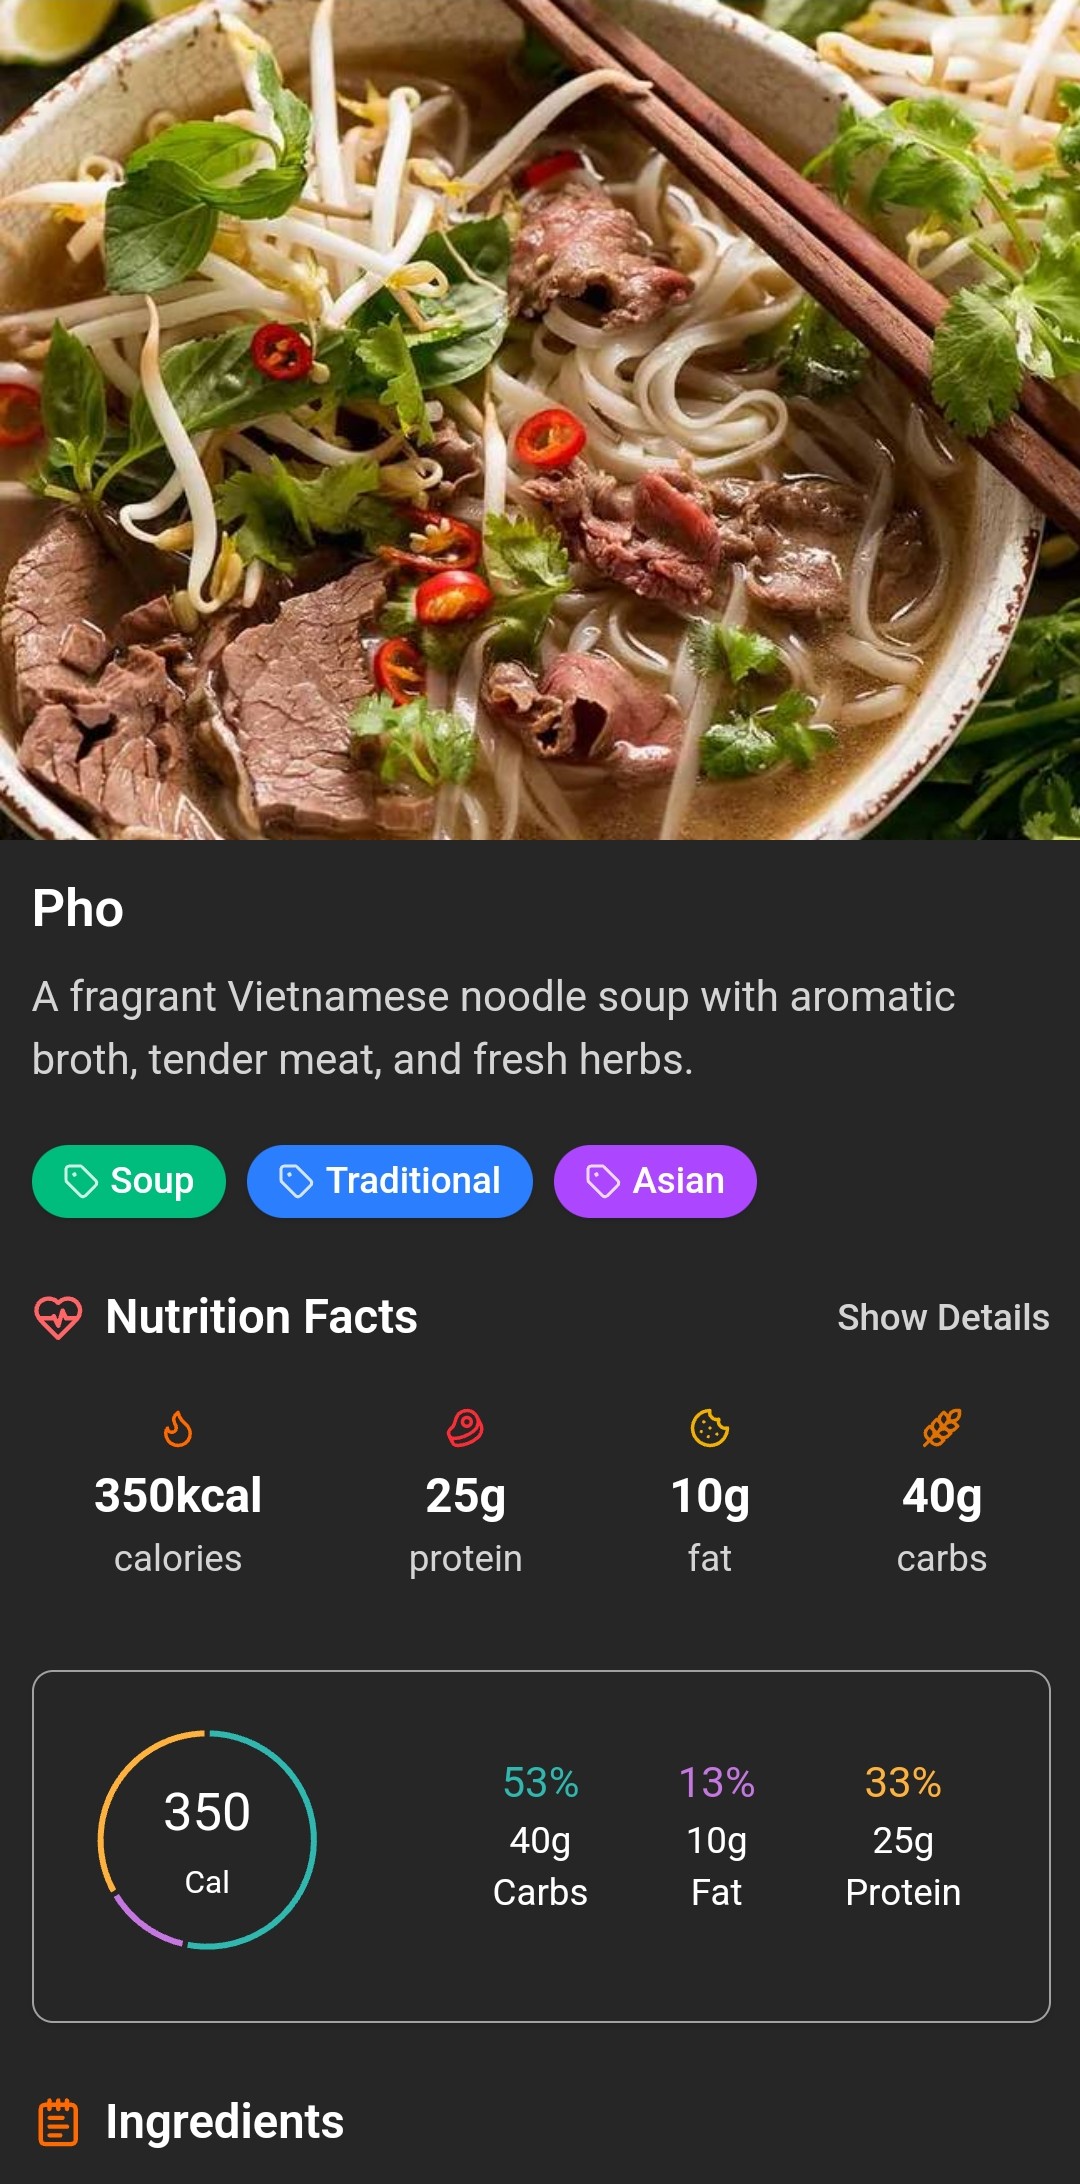 Pho
A fragrant Vietnamese noodle soup with aromatic
broth, tender meat, and fresh herbs.
Soup Traditional Asian
Nutrition Facts Show Details
350kcal 25g 10g 40g
calories protein fat carbs
350
Cal
53% 13% 33%
40g 10g 25g
Carbs Fat Protein
Ingredients